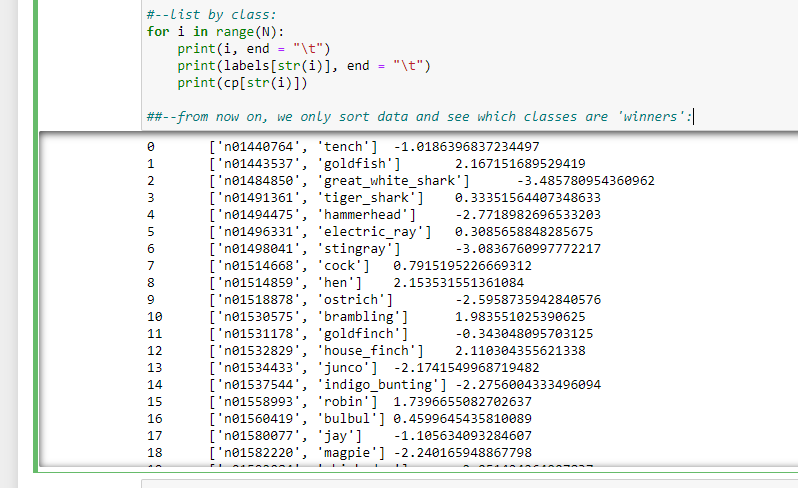 #--list by class:
for i in range(N):
    print(i, end = "\t")
    print(labels[str(i)], end = "\t")
    print(cp[str(i)])
##--from now on, we only sort data and see which classes are 'winners':
0	['n01440764', 'tench']	-1.0186396837234497
1	['n01443537', 'goldfish']	2.167151689529419
2	['n01484850', 'great_white_shark']	-3.485780954360962
3	['n01491361', 'tiger_shark']	0.33351564407348633
4	['n01494475', 'hammerhead']	-2.7718982696533203
5	['n01496331', 'electric_ray']	0.3085658848285675
6	['n01498041', 'stingray']	-3.0836760997772217
7	['n01514668', 'cock']	0.7915195226669312
8	['n01514859', 'hen']	2.153531551361084
9	['n01518878', 'ostrich']	-2.5958735942840576
10	['n01530575', 'brambling']	1.983551025390625
11	['n01531178', 'goldfinch']	-0.343048095703125
12	['n01532829', 'house_finch']	2.110304355621338
13	['n01534433', 'junco']	-2.1741549968719482
14	['n01537544', 'indigo_bunting']	-2.2756004333496094
15	['n01558993', 'robin']	1.7396655082702637
16	['n01560419', 'bulbul']	0.4599645435810089
17	['n01580077', 'jay']	-1.105634093284607
18	['n01582220', 'magpie']	-2.240165948867798